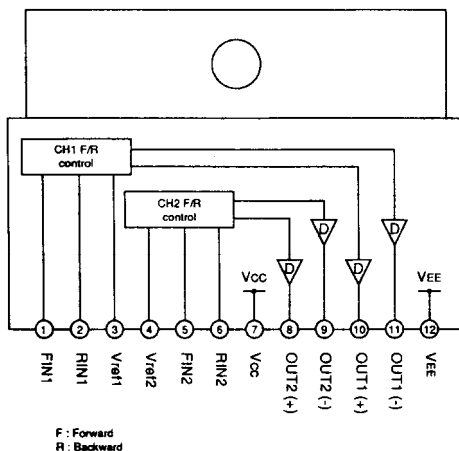 CH1 F/R
control
CH2 F/R
control
D
D
D
D
VCC
VEE
1 2 3 4 5 6 7 8 9 10 11 12
FIN1
RIN1
Vref1
Vref2
FIN2
RIN2
VCC
OUT2 (+)
OUT2 (-)
OUT1 (+)
OUT1 (-)
VEE
F : Forward
R : Backward